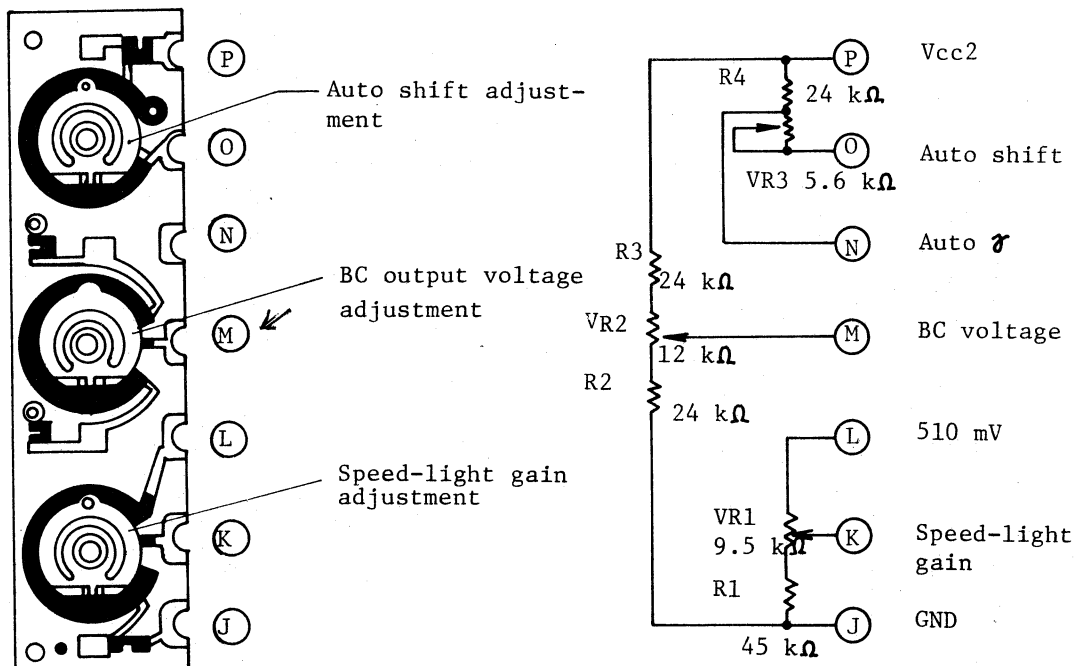 P
Auto shift adjust-
ment
O
N
BC output voltage
adjustment
M
L
Speed-light gain
adjustment
K
J
P Vcc2
R4
24 kΩ
O Auto shift
VR3 5.6 kΩ
N Auto γ
R3
24 kΩ
VR2
M BC voltage
12 kΩ
R2
24 kΩ
L 510 mV
VR1
9.5 kΩ
K Speed-light
gain
R1
J GND
45 kΩ